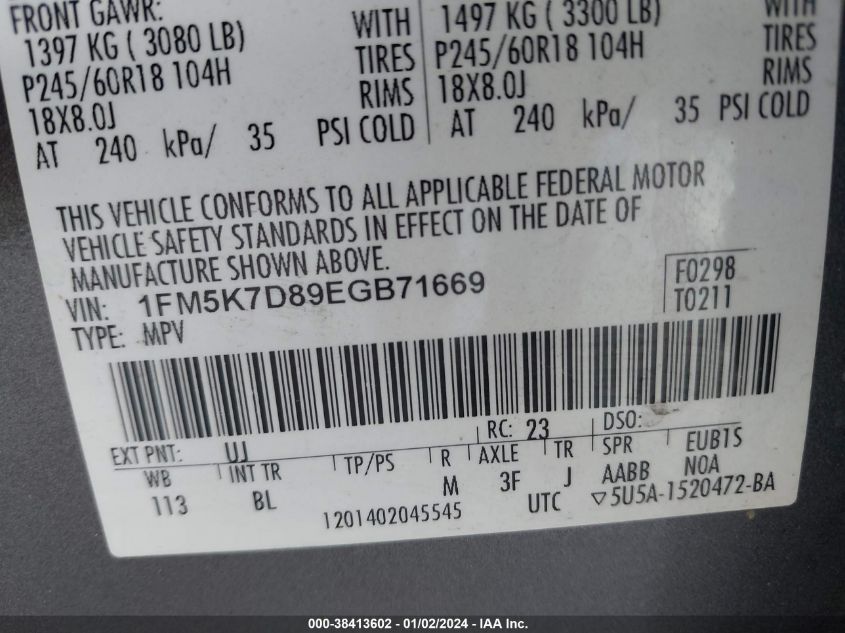 FRONT GAWR:
1397 KG ( 3080 LB) WITH
P245/60R18 104H TIRES
18X8.0J RIMS
AT 240 kPa/ 35 PSI COLD
1497 KG ( 3300 LB) WITH
P245/60R18 104H TIRES
18X8.0J RIMS
AT 240 kPa/ 35 PSI COLD
THIS VEHICLE CONFORMS TO ALL APPLICABLE FEDERAL MOTOR
VEHICLE SAFETY STANDARDS IN EFFECT ON THE DATE OF
MANUFACTURE SHOWN ABOVE.
VIN: 1FM5K7D89EGB71669
TYPE: MPV
F0298
T0211
EXT PNT: UJ RC: 23 DSO:
WB INT TR TP/PS R AXLE TR SPR EUB1S
113 BL M 3F J AABB NOA
1201402045545 UTC ▽5U5A-1520472-BA
000-38413602 - 01/02/2024 - IAA Inc.